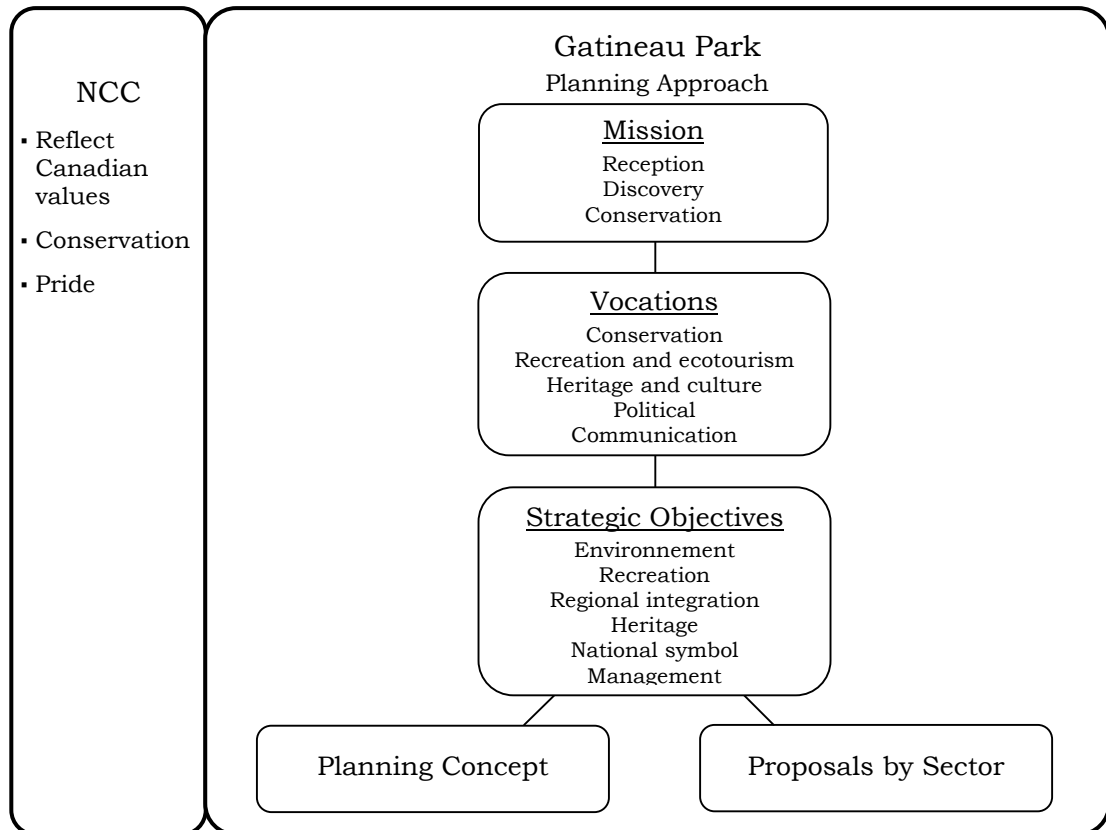 NCC
▪ Reflect
Canadian
values
▪ Conservation
▪ Pride
Gatineau Park
Planning Approach
Mission
Reception
Discovery
Conservation
Vocations
Conservation
Recreation and ecotourism
Heritage and culture
Political
Communication
Strategic Objectives
Environnement
Recreation
Regional integration
Heritage
National symbol
Management
Planning Concept
Proposals by Sector